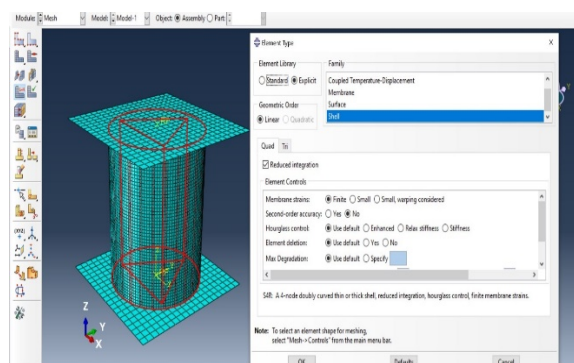 Module: Mesh Model: Model-1 Object: Assembly Part:
Element Type
Element Library
Standard Explicit
Geometric Order
Linear Quadratic
Family
Coupled Temperature-Displacement
Membrane
Surface
Shell
Quad Tri
Reduced integration
Element Controls
Membrane strains: Finite Small Small, warping considered
Second-order accuracy: Yes No
Hourglass control: Use default Enhanced Relax stiffness Stiffness
Element deletion: Use default Yes No
Max Degradation: Use default Specify
S4R: A 4-node doubly curved thin or thick shell, reduced integration, hourglass control, finite membrane strains.
Note: To select an element shape for meshing,
select "Mesh->Controls" from the main menu bar.
OK Defaults Cancel
Z
Y
X